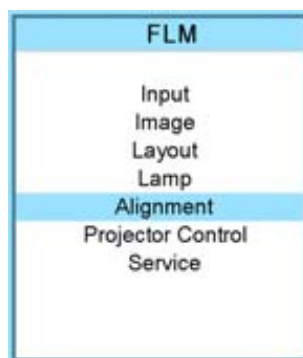 FLM
Input
Image
Layout
Lamp
Alignment
Projector Control
Service